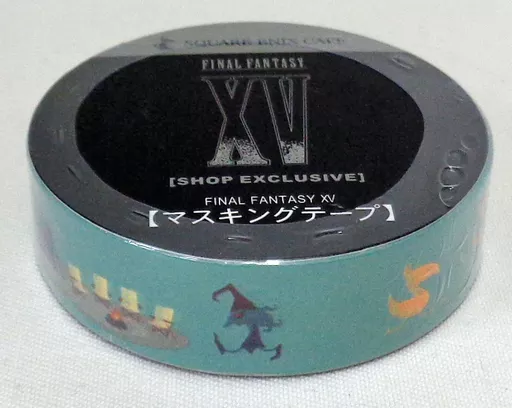 SQUARE ENIX CAFE
FINAL FANTASY
XV
[SHOP EXCLUSIVE]
FINAL FANTASY XV
【マスキングテープ】